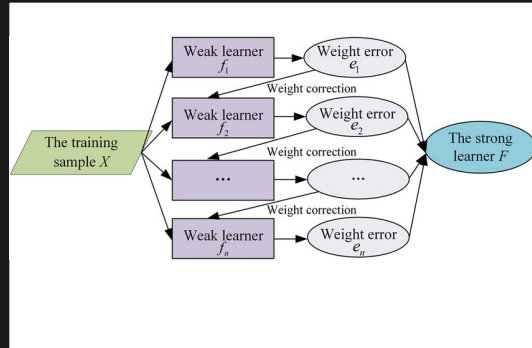 The training
sample X
Weak learner
f₁
Weight error
e₁
Weight correction
Weak learner
f₂
Weight error
e₂
Weight correction
...
...
Weight correction
Weak learner
fₙ
Weight error
eₙ
The strong
learner F